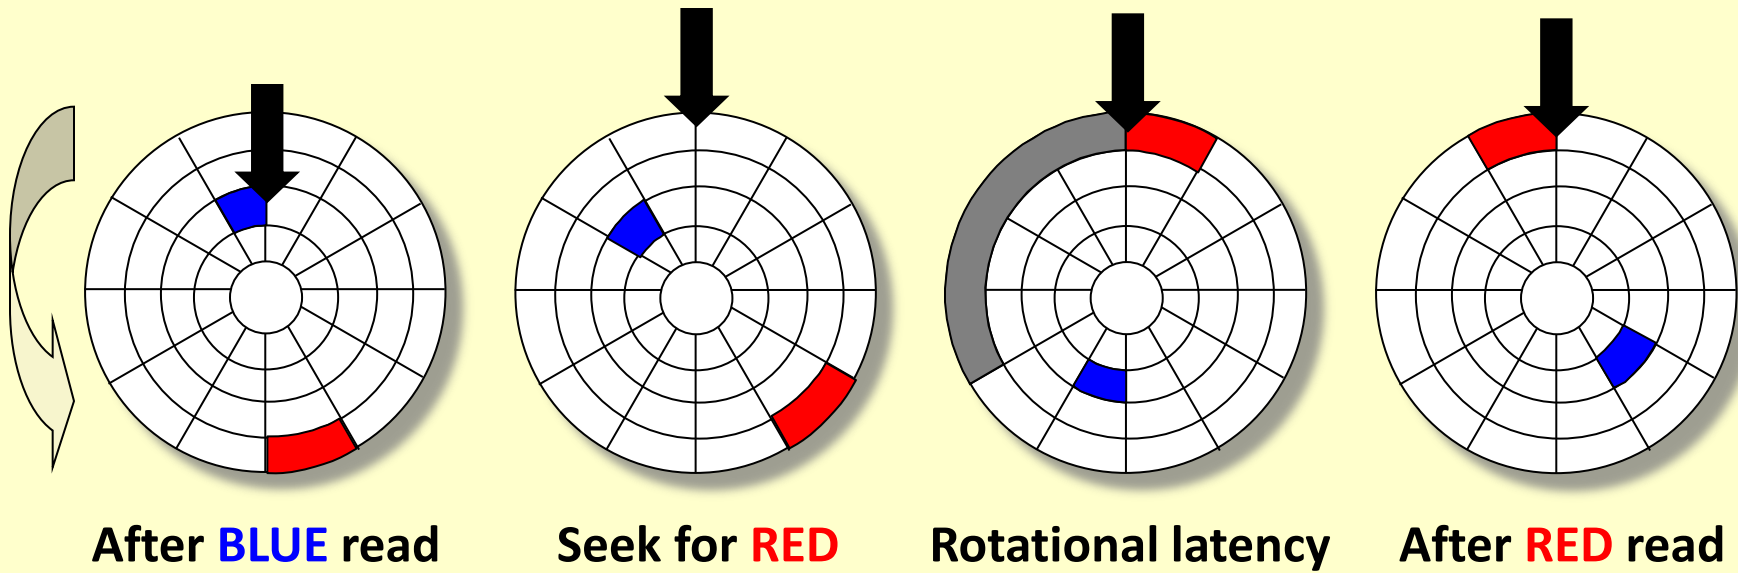 After BLUE read
Seek for RED
Rotational latency
After RED read